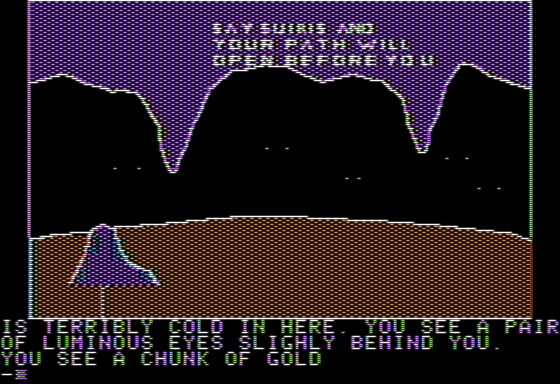 SAY SUIRIS AND
YOUR PATH WILL
OPEN BEFORE YOU
IS TERRIBLY COLD IN HERE. YOU SEE A PAIR
OF LUMINOUS EYES SLIGHLY BEHIND YOU.
YOU SEE A CHUNK OF GOLD
-